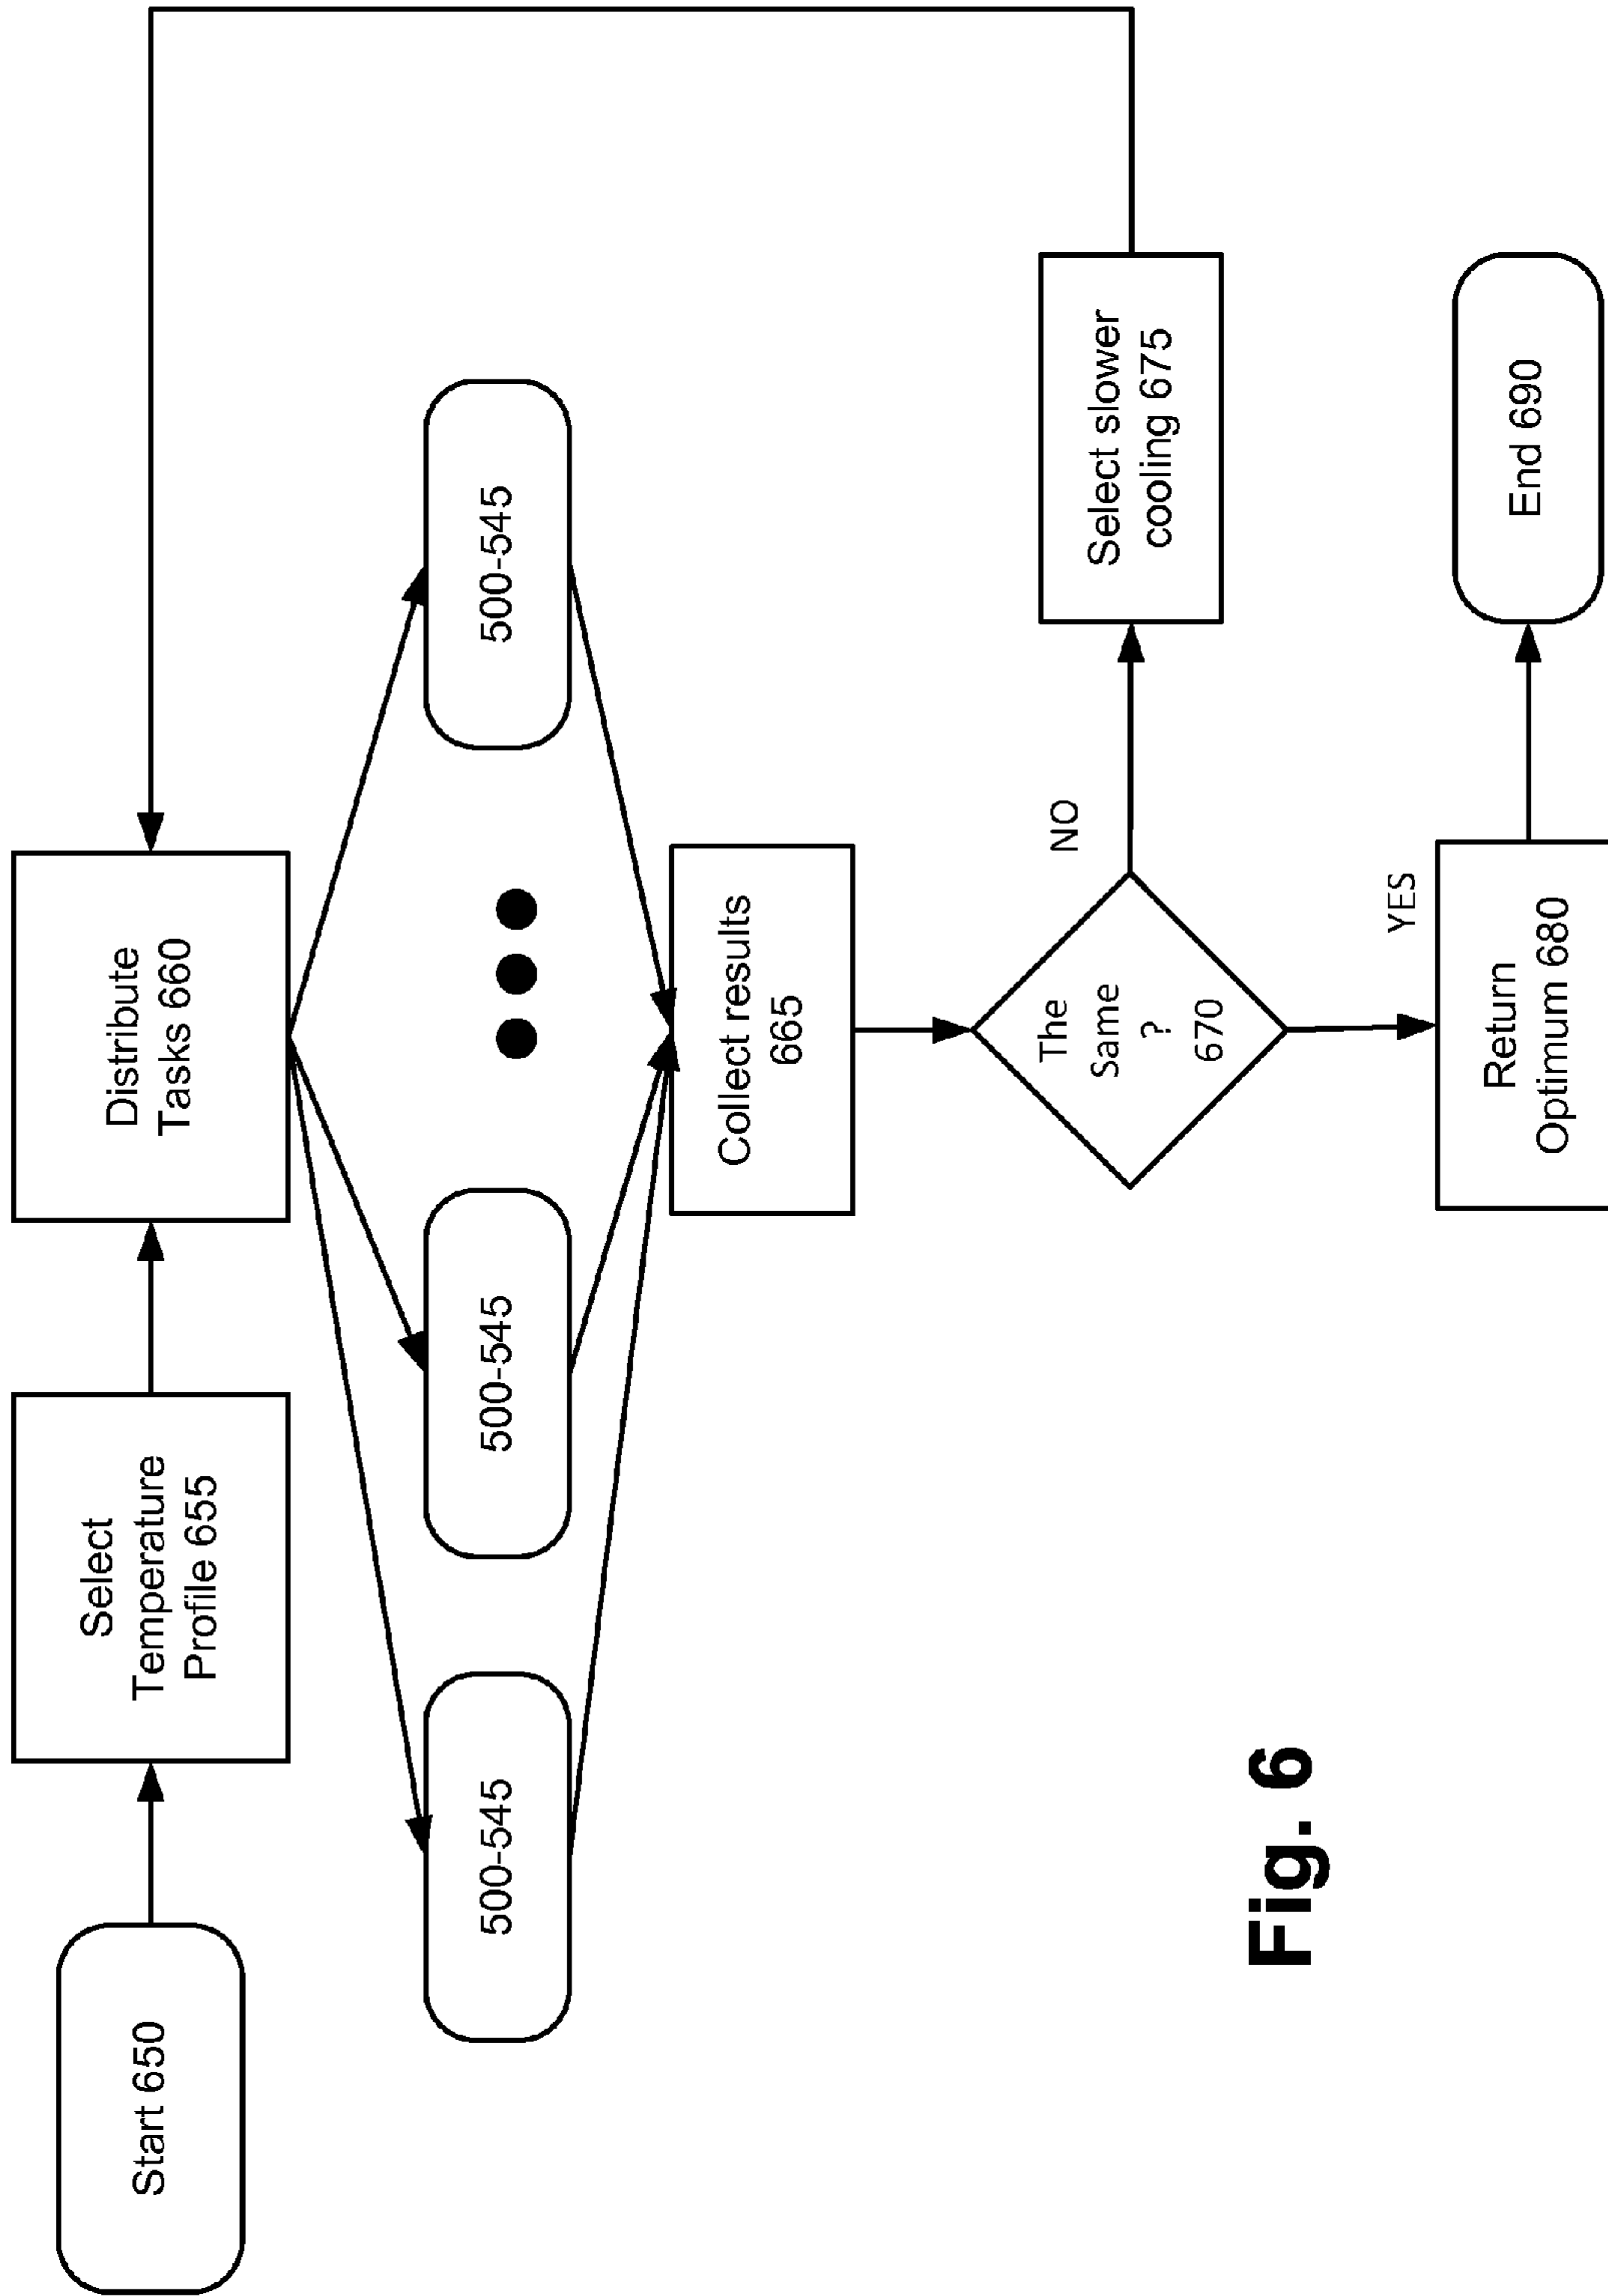 Start 650
Select
Temperature
Profile 655
Distribute
Tasks 660
500-545
500-545
500-545
Collect results
665
The
Same
?
670
NO
Select slower
cooling 675
YES
Return
Optimum 680
End 690
Fig. 6